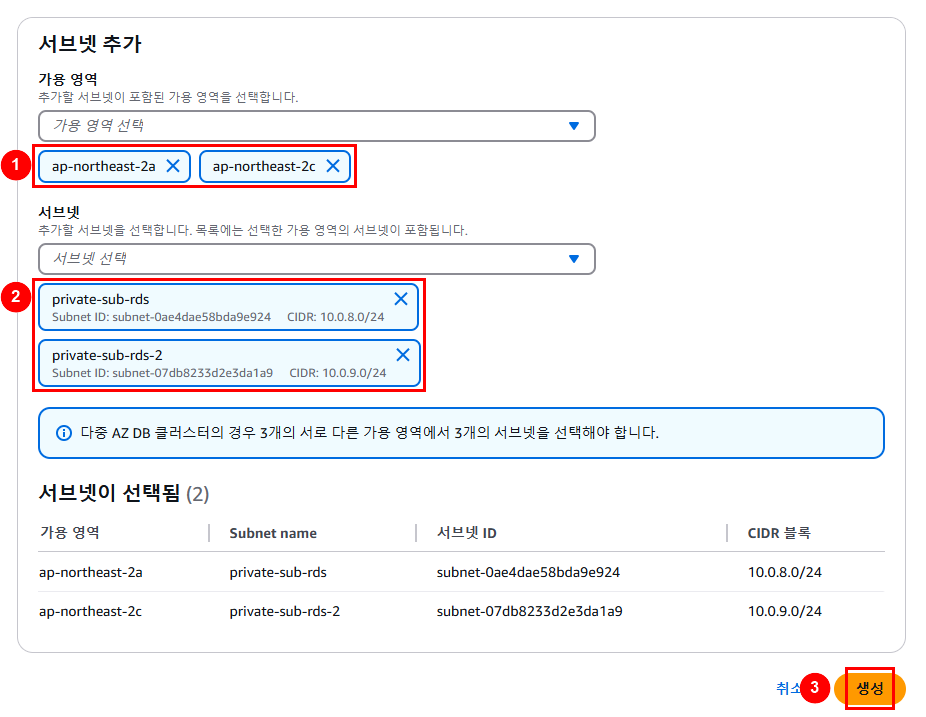 서브넷 추가
가용 영역
추가할 서브넷이 포함된 가용 영역을 선택합니다.
가용 영역 선택
1 ap-northeast-2a ap-northeast-2c
서브넷
추가할 서브넷을 선택합니다. 목록에는 선택한 가용 영역의 서브넷이 포함됩니다.
서브넷 선택
2 private-sub-rds
Subnet ID: subnet-0ae4dae58bda9e924 CIDR: 10.0.8.0/24
private-sub-rds-2
Subnet ID: subnet-07db8233d2e3da1a9 CIDR: 10.0.9.0/24
다중 AZ DB 클러스터의 경우 3개의 서로 다른 가용 영역에서 3개의 서브넷을 선택해야 합니다.
서브넷이 선택됨 (2)
가용 영역 Subnet name 서브넷 ID CIDR 블록
ap-northeast-2a private-sub-rds subnet-0ae4dae58bda9e924 10.0.8.0/24
ap-northeast-2c private-sub-rds-2 subnet-07db8233d2e3da1a9 10.0.9.0/24
취소 3 생성